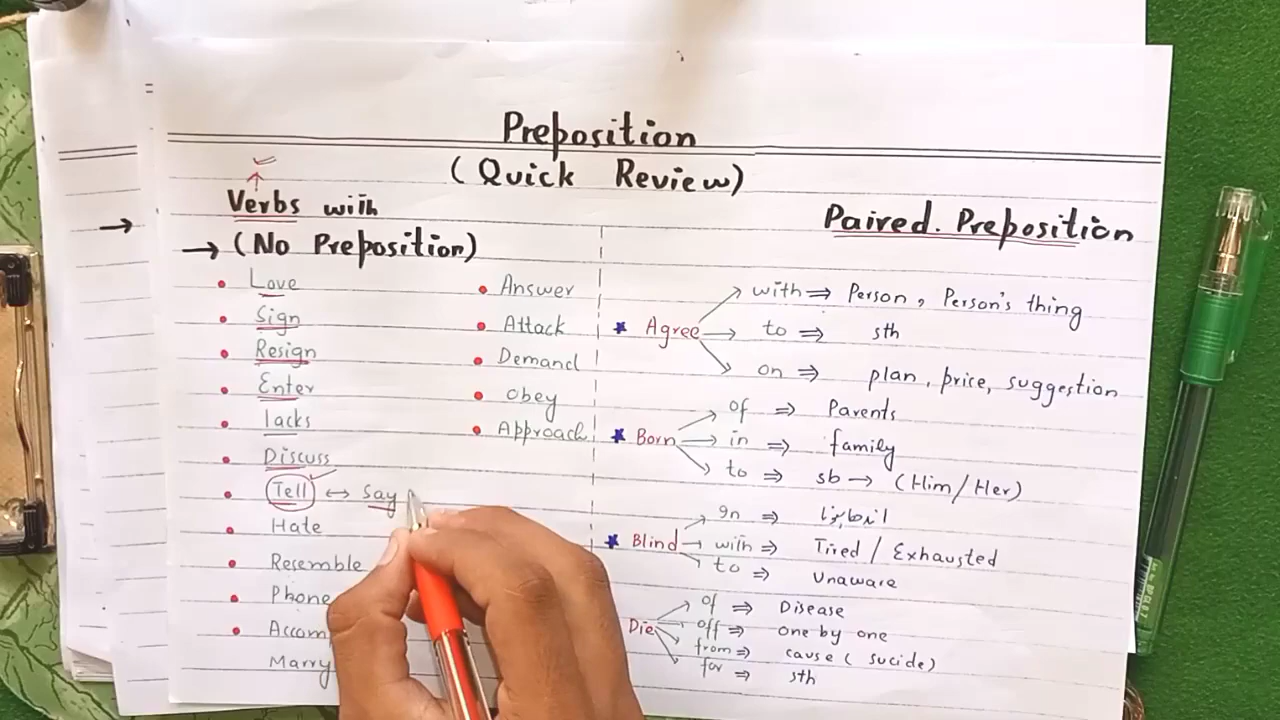 Preposition
(Quick Review)
Verbs with
→ (No Preposition)
• Love
• Sign
• Resign
• Enter
• lacks
• Discuss
• Tell ↔ Say
• Hate
• Resemble
• Phone
• Accom
Marry
• Answer
• Attack
• Demand
• obey
• Approach
Paired. Preposition
★ Agree
→ with ⇒ Person, Person's thing
→ to ⇒ sth
→ on ⇒ plan, price, suggestion
★ Born
→ of ⇒ Parents
→ in ⇒ family
→ to ⇒ sb → (Him/Her)
★ Blind
→ in ⇒
→ with ⇒ Tired / Exhausted
→ to ⇒ Unaware
Die
→ of ⇒ Disease
→ off ⇒ one by one
→ from ⇒ cause ( sucide)
→ for ⇒ sth